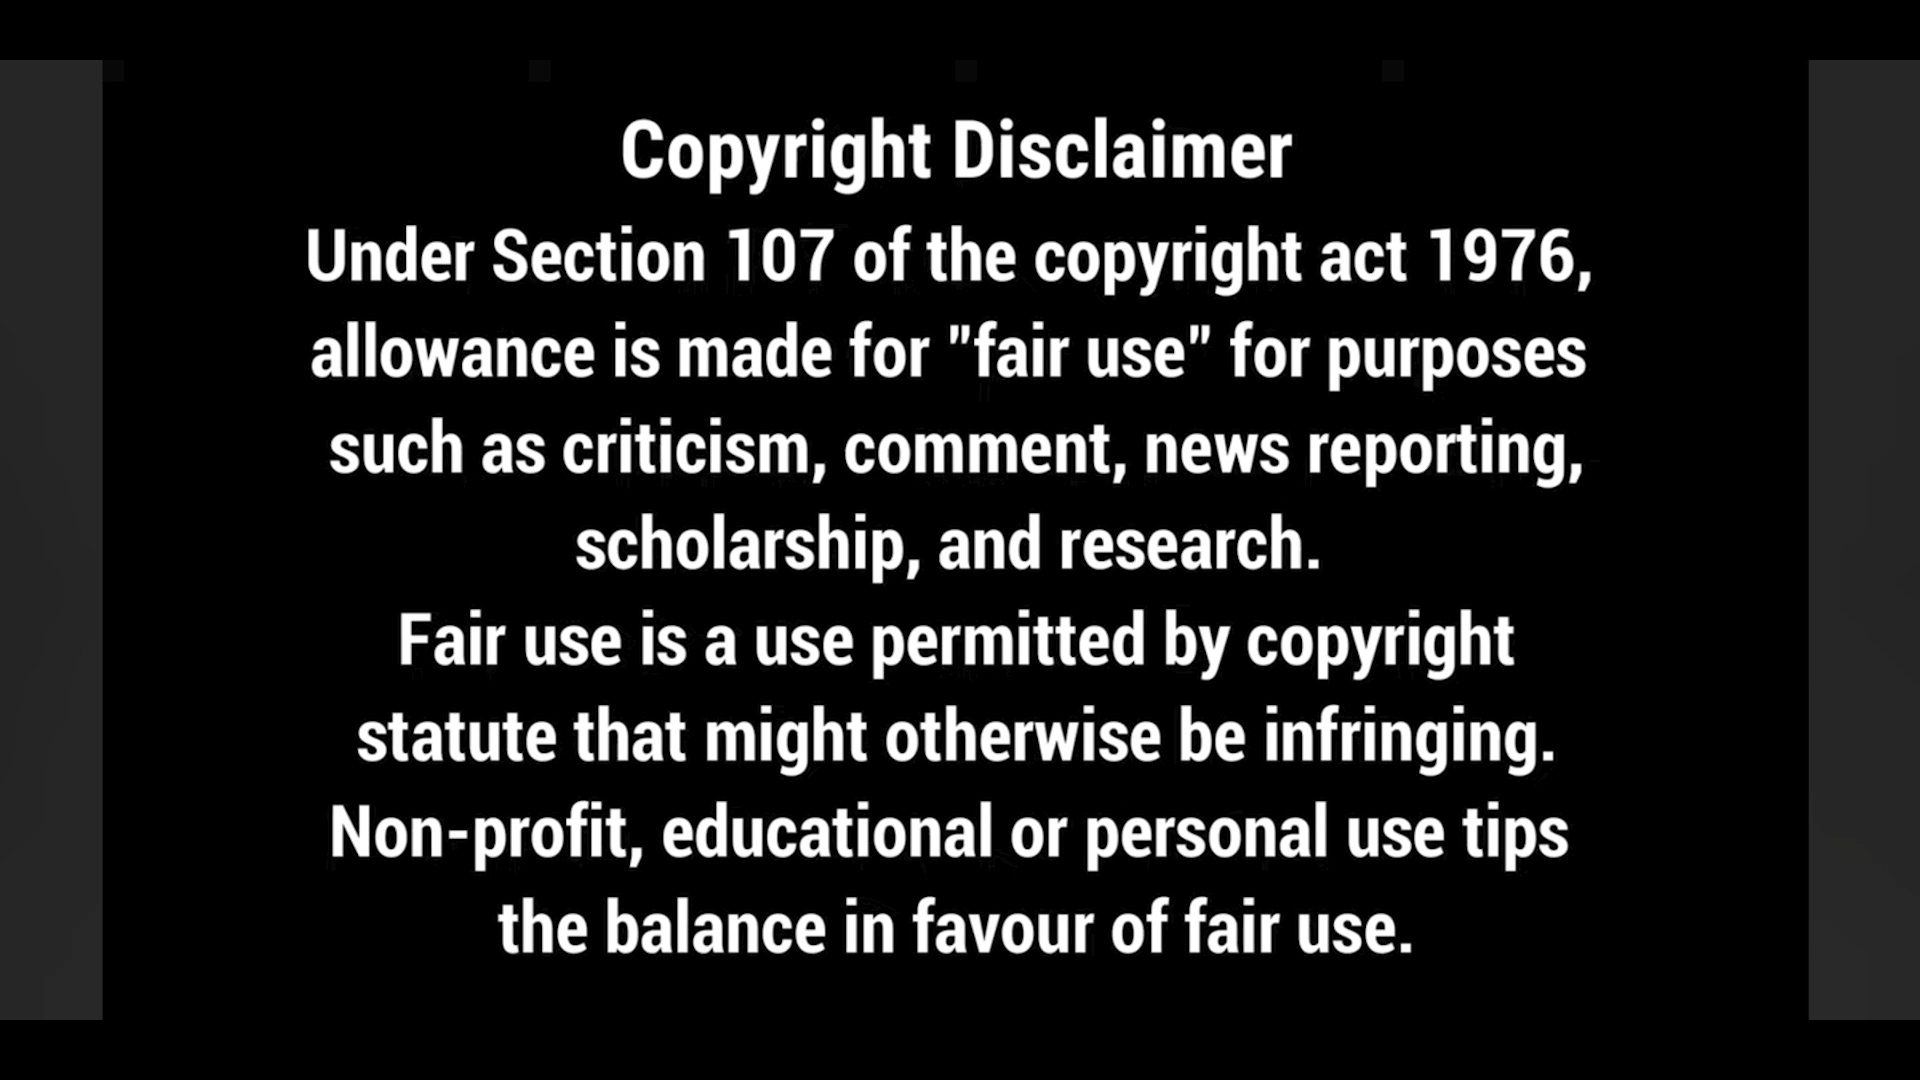 Copyright Disclaimer
Under Section 107 of the copyright act 1976,
allowance is made for "fair use" for purposes
such as criticism, comment, news reporting,
scholarship, and research.
Fair use is a use permitted by copyright
statute that might otherwise be infringing.
Non-profit, educational or personal use tips
the balance in favour of fair use.